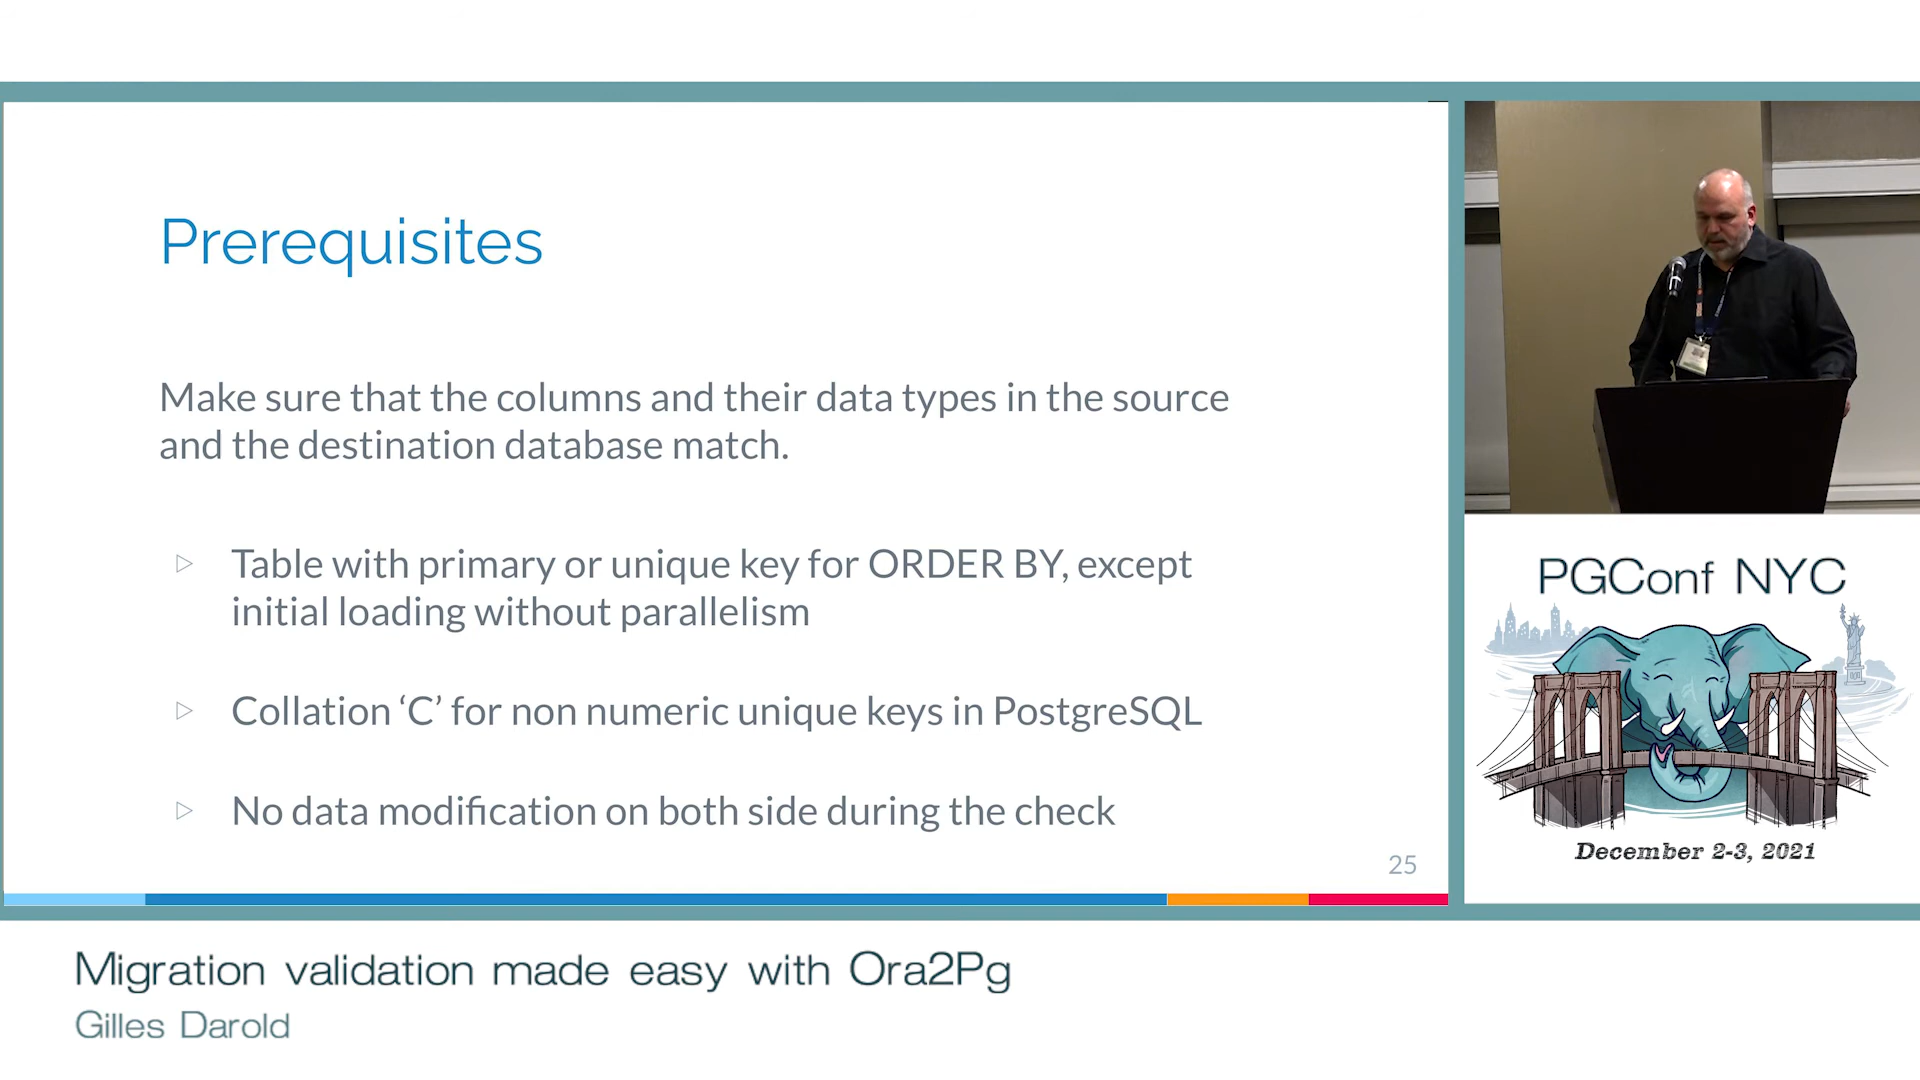 Prerequisites
Make sure that the columns and their data types in the source
and the destination database match.
▷ Table with primary or unique key for ORDER BY, except
initial loading without parallelism
▷ Collation ‘C’ for non numeric unique keys in PostgreSQL
▷ No data modification on both side during the check
25
PGConf NYC
December 2-3, 2021
Migration validation made easy with Ora2Pg
Gilles Darold